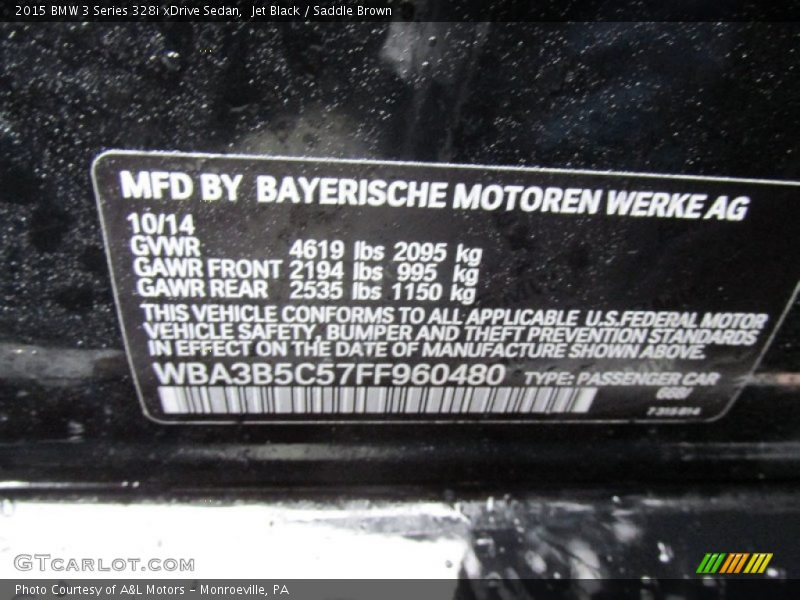 2015 BMW 3 Series 328i xDrive Sedan, Jet Black / Saddle Brown
MFD BY BAYERISCHE MOTOREN WERKE AG
10/14
GVWR 4619 lbs 2095 kg
GAWR FRONT 2194 lbs 995 kg
GAWR REAR 2535 lbs 1150 kg
THIS VEHICLE CONFORMS TO ALL APPLICABLE U.S.FEDERAL MOTOR
VEHICLE SAFETY, BUMPER AND THEFT PREVENTION STANDARDS
IN EFFECT ON THE DATE OF MANUFACTURE SHOWN ABOVE.
WBA3B5C57FF960480 TYPE: PASSENGER CAR
GTCARLOT.COM
Photo Courtesy of A&L Motors - Monroeville, PA